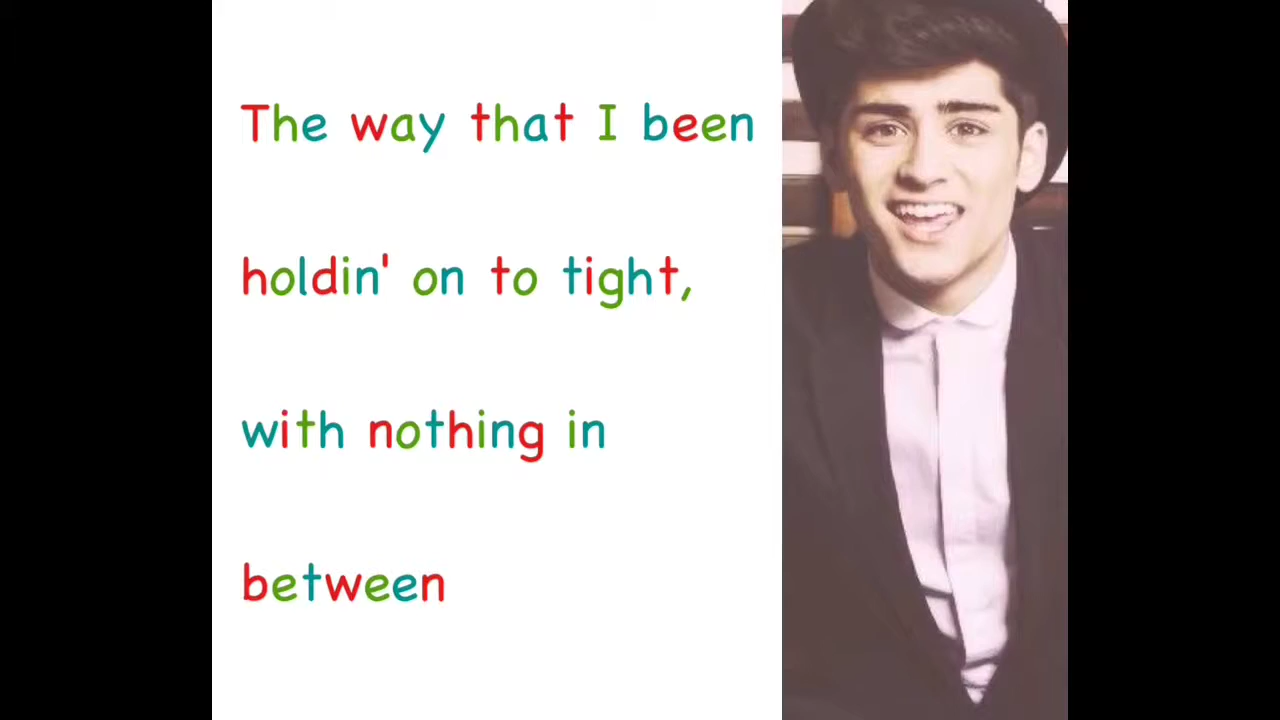 The way that I been
holdin' on to tight,
with nothing in
between